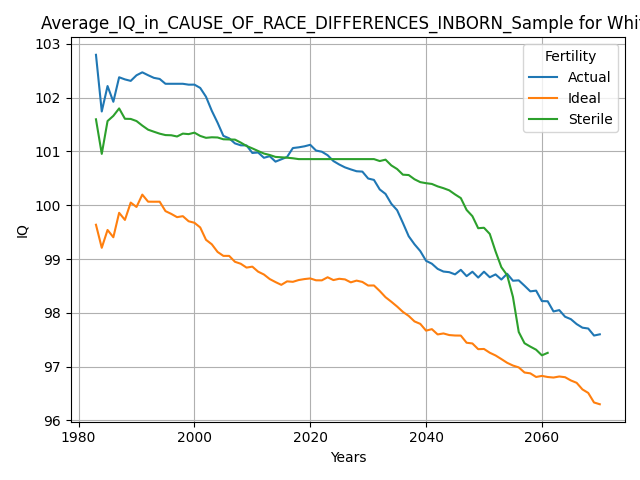 Average_IQ_in_CAUSE_OF_RACE_DIFFERENCES_INBORN_Sample for Whi
103
102
101
100
99
98
97
96
IQ
Fertility
Actual
Ideal
Sterile
1980
2000
2020
2040
2060
Years